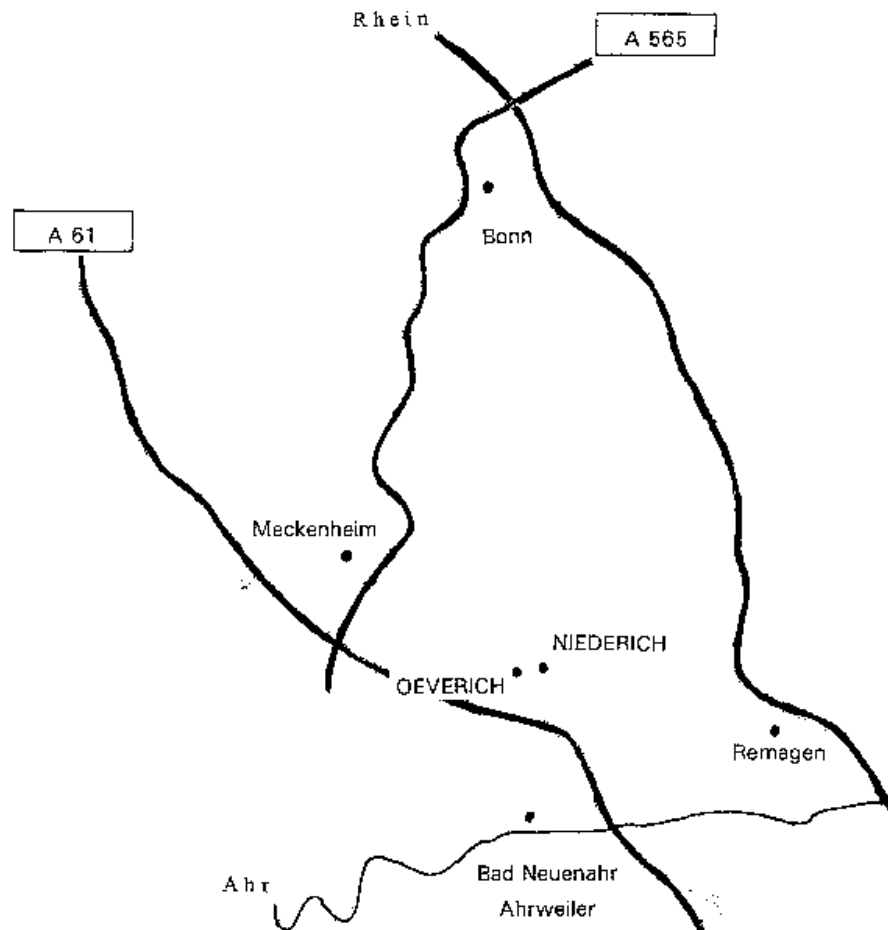 Rhein
A 565
A 61
Bonn
Meckenheim
NIEDERICH
OEVERICH
Remagen
Bad Neuenahr
Ahr
Ahrweiler